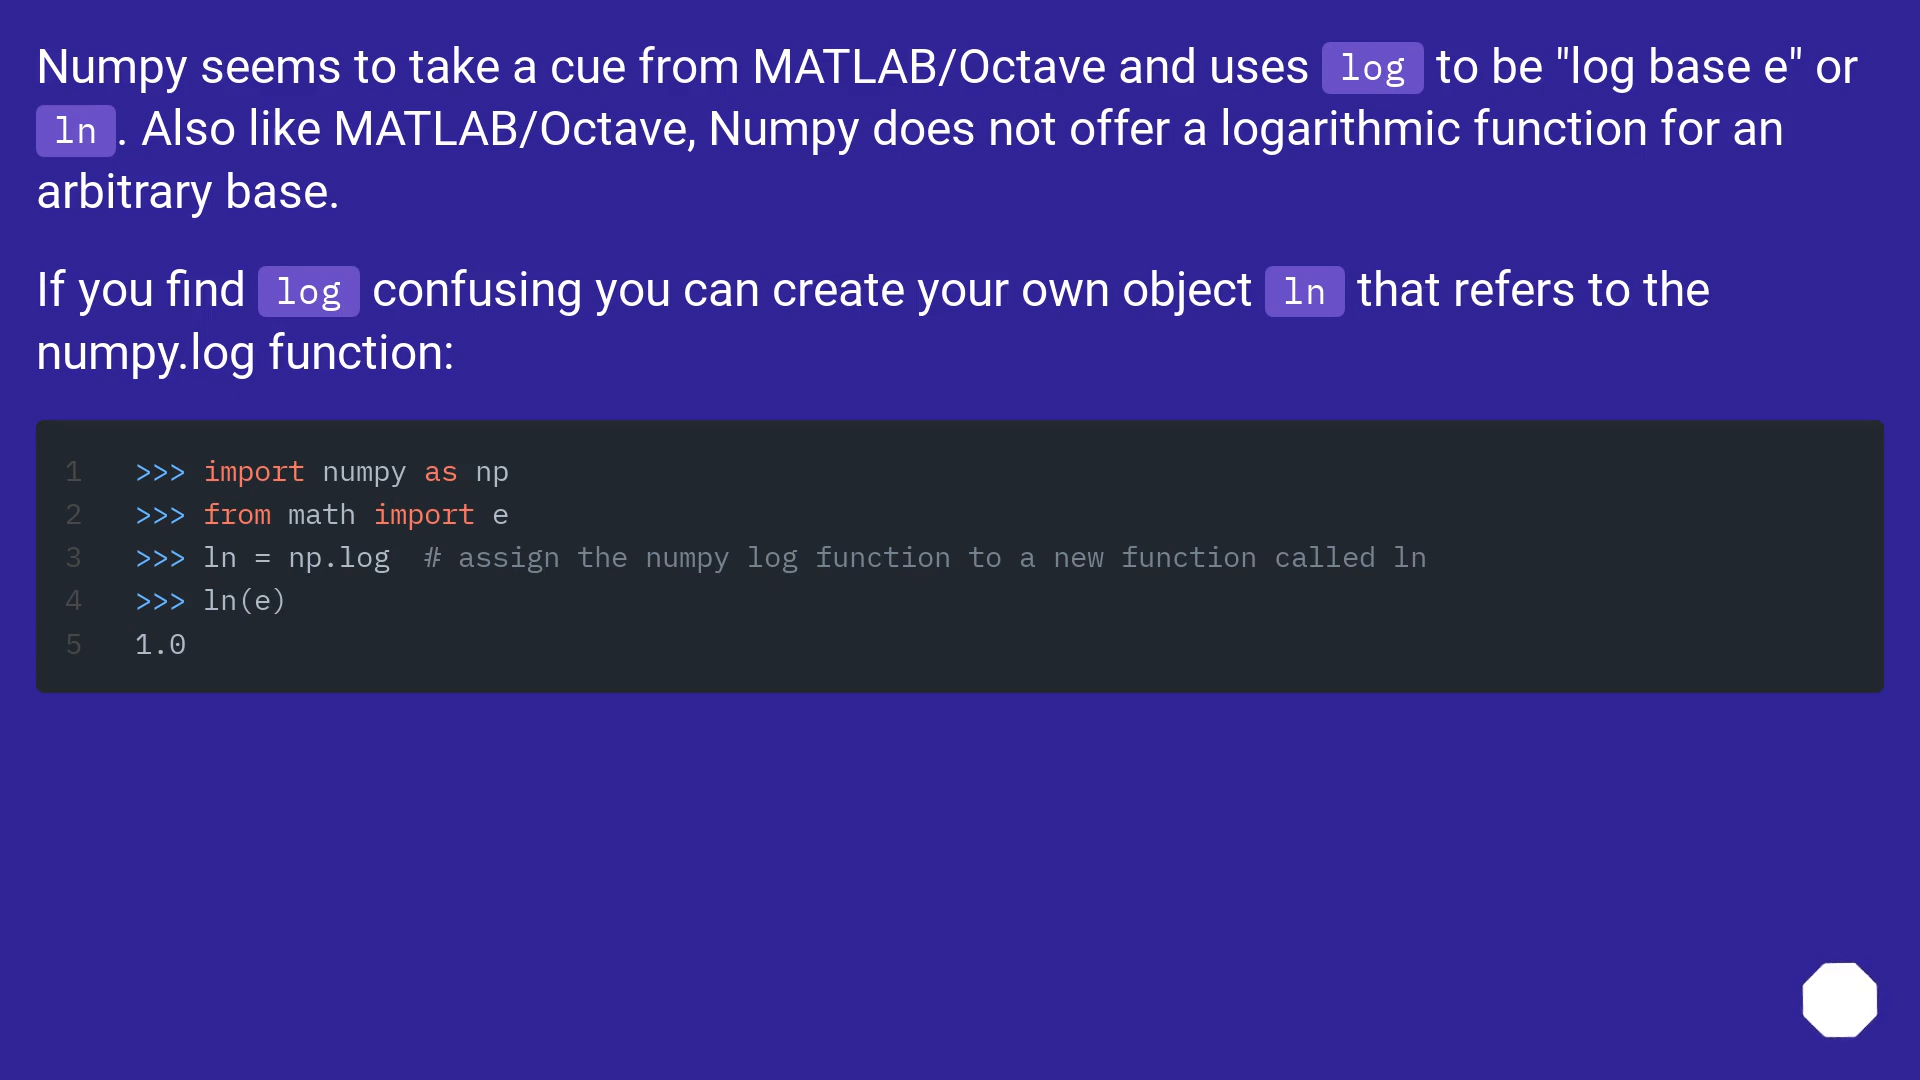 Numpy seems to take a cue from MATLAB/Octave and uses log to be "log base e" or
ln. Also like MATLAB/Octave, Numpy does not offer a logarithmic function for an
arbitrary base.
If you find log confusing you can create your own object ln that refers to the
numpy.log function:
1 >>> import numpy as np
2 >>> from math import e
3 >>> ln = np.log  # assign the numpy log function to a new function called ln
4 >>> ln(e)
5 1.0